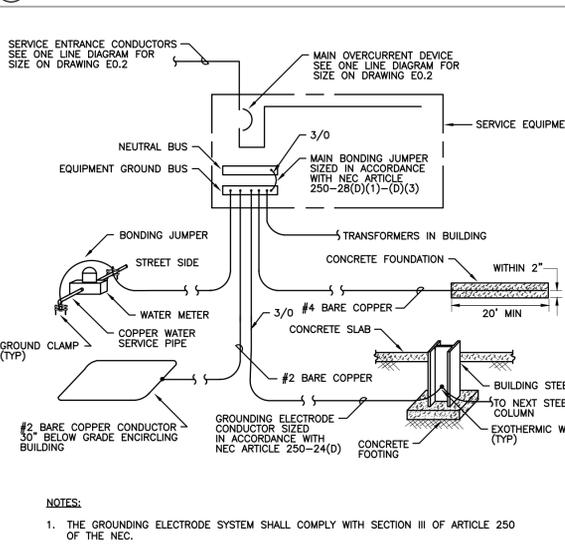 SERVICE ENTRANCE CONDUCTORS
SEE ONE LINE DIAGRAM FOR
SIZE ON DRAWING E0.2
MAIN OVERCURRENT DEVICE
SEE ONE LINE DIAGRAM FOR
SIZE ON DRAWING E0.2
SERVICE EQUIPME
3/0
NEUTRAL BUS
MAIN BONDING JUMPER
SIZED IN ACCORDANCE
WITH NEC ARTICLE
250-28(D)(1)-(D)(3)
EQUIPMENT GROUND BUS
BONDING JUMPER
TRANSFORMERS IN BUILDING
STREET SIDE
CONCRETE FOUNDATION
WITHIN 2"
WATER METER
3/0
#4 BARE COPPER
20' MIN
COPPER WATER
SERVICE PIPE
GROUND CLAMP
(TYP)
CONCRETE SLAB
#2 BARE COPPER
BUILDING STEE
TO NEXT STEE
COLUMN
#2 BARE COPPER CONDUCTOR
30" BELOW GRADE ENCIRCLING
BUILDING
GROUNDING ELECTRODE
CONDUCTOR SIZED
IN ACCORDANCE WITH
NEC ARTICLE 250-24(D)
CONCRETE
FOOTING
EXOTHERMIC W
(TYP)
NOTES:
1. THE GROUNDING ELECTRODE SYSTEM SHALL COMPLY WITH SECTION III OF ARTICLE 250
OF THE NEC.